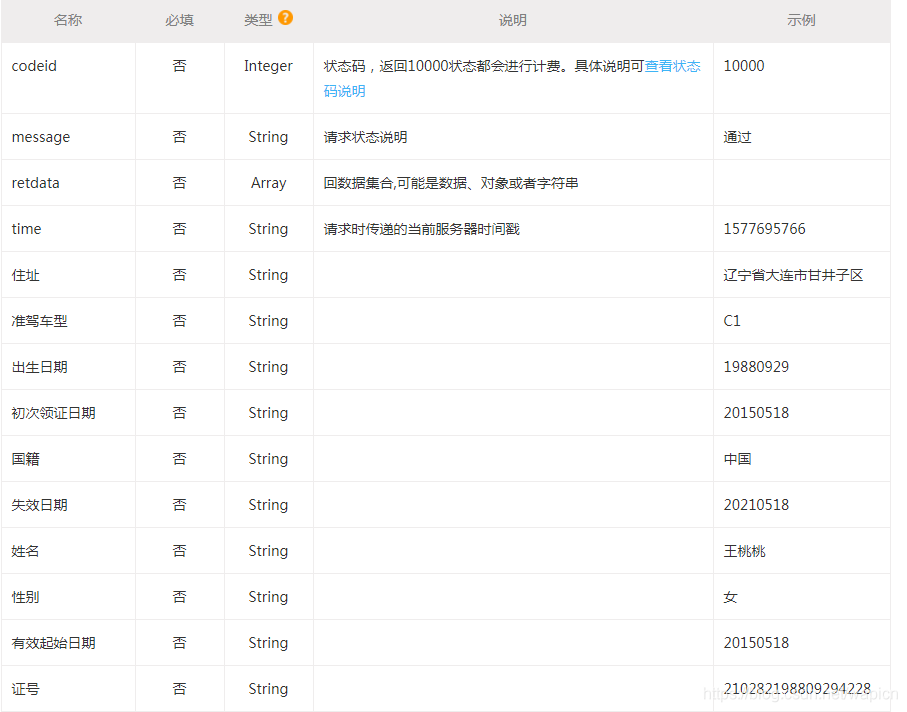 名称 必填 类型 ? 说明 示例
codeid 否 Integer 状态码，返回10000状态都会进行计费。具体说明可查看状态 10000
码说明
message 否 String 请求状态说明 通过
retdata 否 Array 回数据集合,可能是数据、对象或者字符串
time 否 String 请求时传递的当前服务器时间戳 1577695766
住址 否 String 辽宁省大连市甘井子区
准驾车型 否 String C1
出生日期 否 String 19880929
初次领证日期 否 String 20150518
国籍 否 String 中国
失效日期 否 String 20210518
姓名 否 String 王桃桃
性别 否 String 女
有效起始日期 否 String 20150518
证号 否 String 210282198809294228